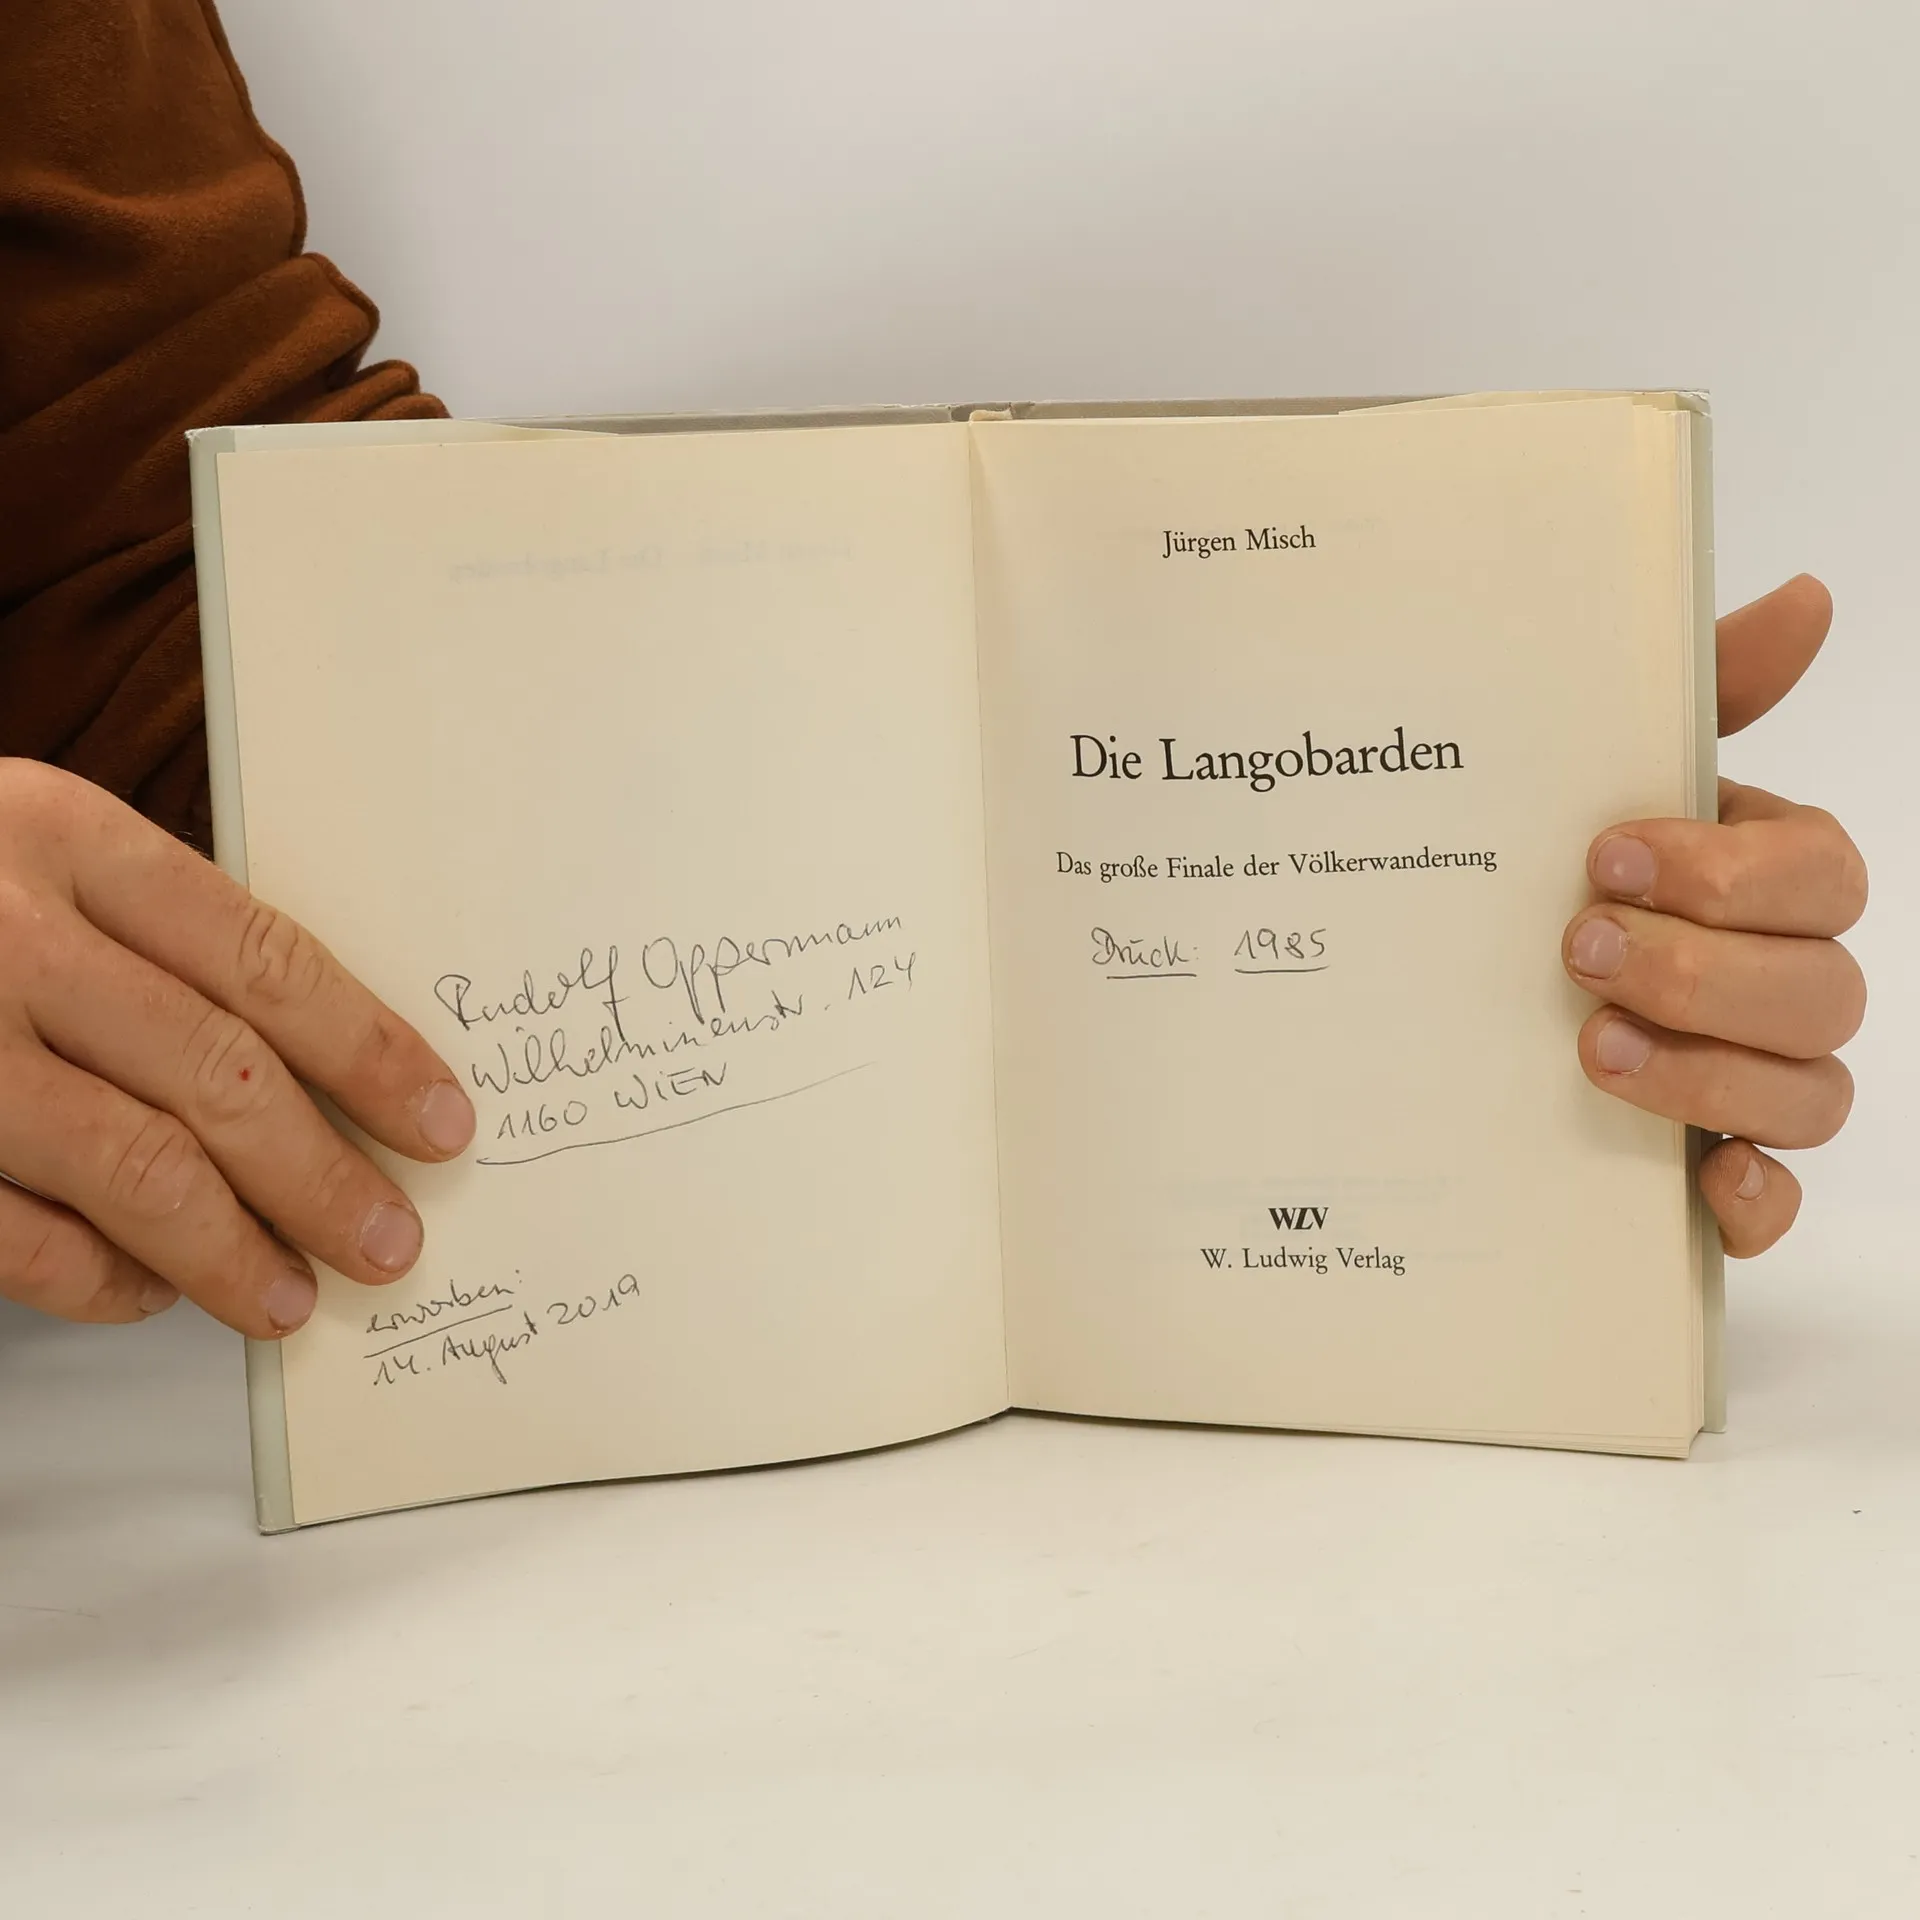 Rudolf Oppermann
Wilhelminenstr. 124
1160 WIEN
erworben:
14. August 2019
Jürgen Misch
Die Langobarden
Das große Finale der Völkerwanderung
Druck: 1985
WLV
W. Ludwig Verlag